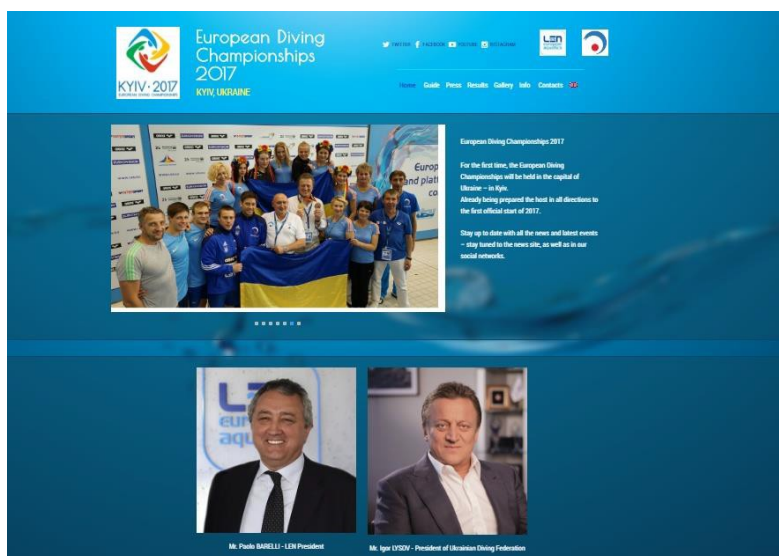 European Diving
Championships
2017
KYIV, UKRAINE
KYIV·2017
EUROPEAN DIVING CHAMPIONSHIPS
TWITTER FACEBOOK YOUTUBE INSTAGRAM
LEN
Home Guide Press Results Gallery Info Contacts
European Diving Championships 2017
For the first time, the European Diving
Championships will be held in the capital of
Ukraine – in Kyiv.
Already being prepared the host in all directions to
the first official start of 2017.
Stay up to date with all the news and latest events
– stay tuned to the news site, as well as in our
social networks.
Mr. Paolo BARELLI - LEN President
Mr. Igor LYSOV - President of Ukrainian Diving Federation